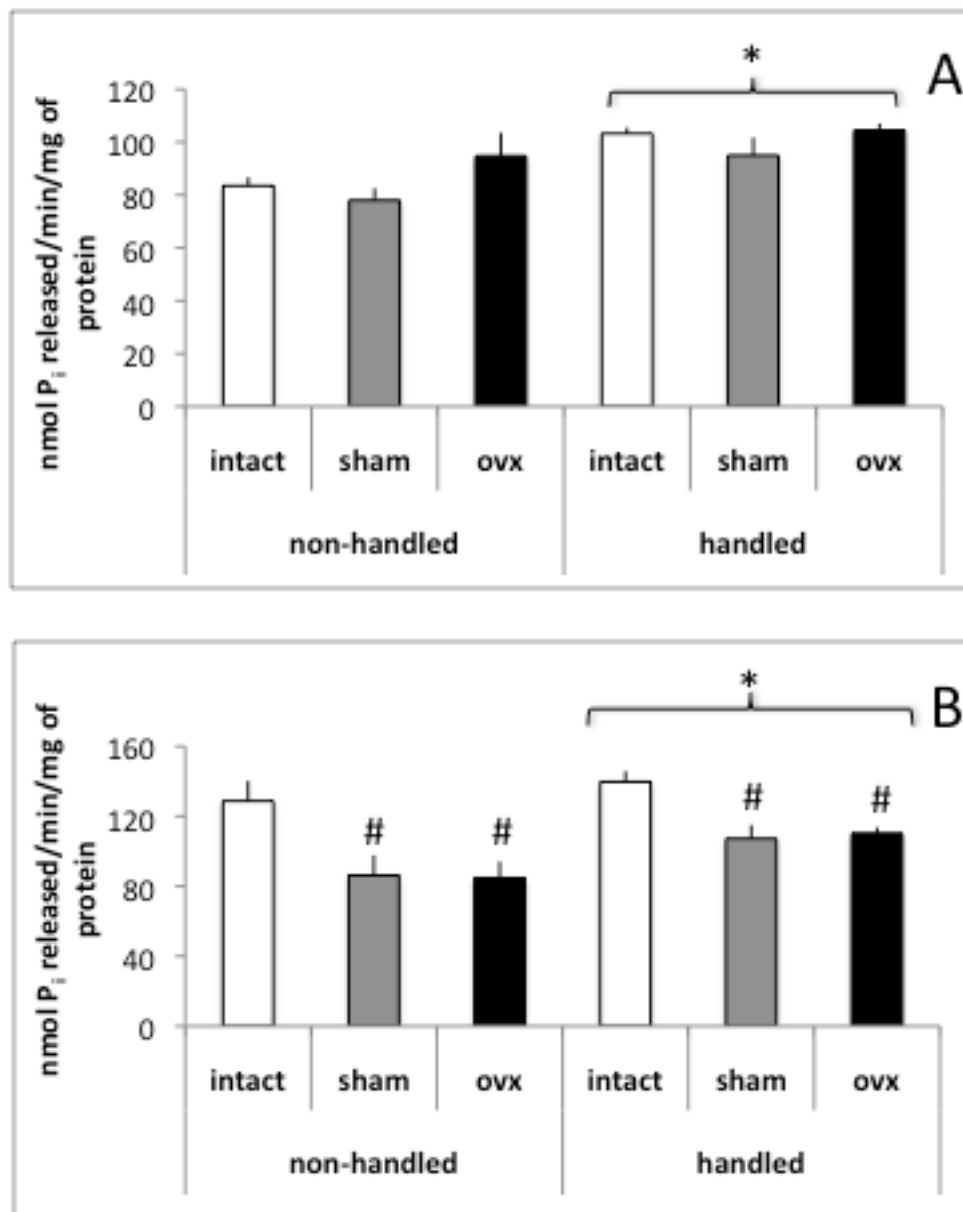 *
A
120
100
80
60
40
20
0
nmol Pi released/min/mg of
protein
intact sham ovx intact sham ovx
non-handled handled
*
B
160
120
80
40
0
# # # #
nmol Pi released/min/mg of
protein
intact sham ovx intact sham ovx
non-handled handled